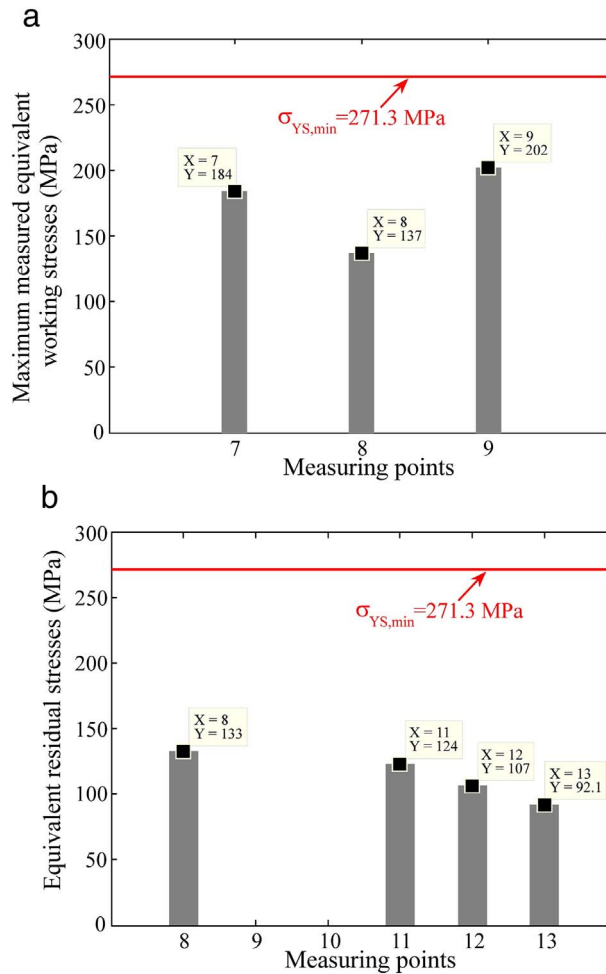 a
Maximum measured equivalent
working stresses (MPa)
300
250
200
150
100
50
0
σYS,min=271.3 MPa
X = 7
Y = 184
X = 8
Y = 137
X = 9
Y = 202
7 8 9
Measuring points
b
Equivalent residual stresses (MPa)
300
250
200
150
100
50
0
σYS,min=271.3 MPa
X = 8
Y = 133
X = 11
Y = 124
X = 12
Y = 107
X = 13
Y = 92.1
8 9 10 11 12 13
Measuring points